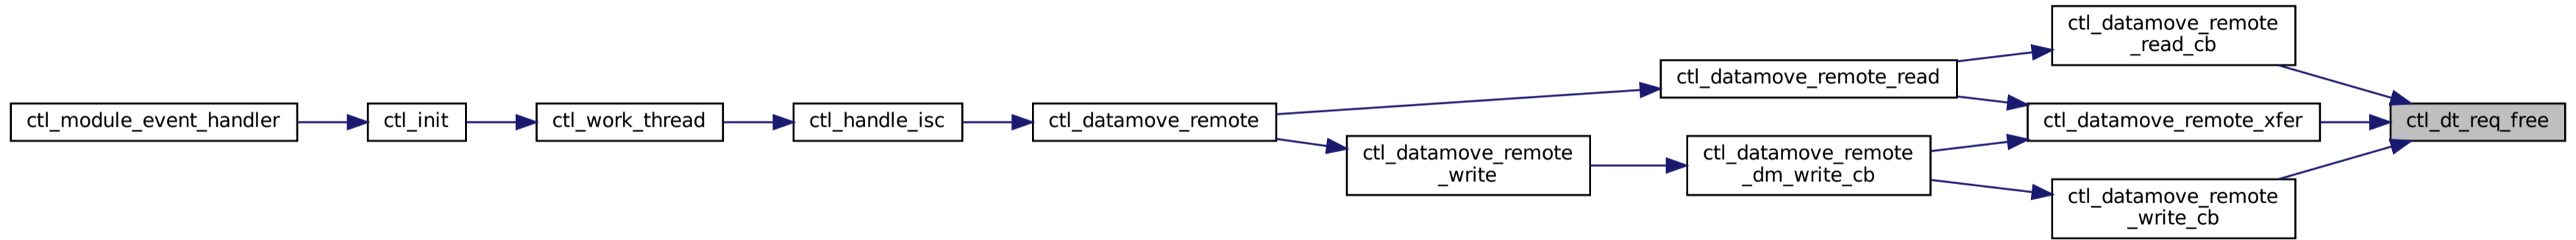 ctl_module_event_handler
ctl_init
ctl_work_thread
ctl_handle_isc
ctl_datamove_remote
ctl_datamove_remote_read
ctl_datamove_remote
_write
ctl_datamove_remote
_dm_write_cb
ctl_datamove_remote
_read_cb
ctl_datamove_remote_xfer
ctl_datamove_remote
_write_cb
ctl_dt_req_free